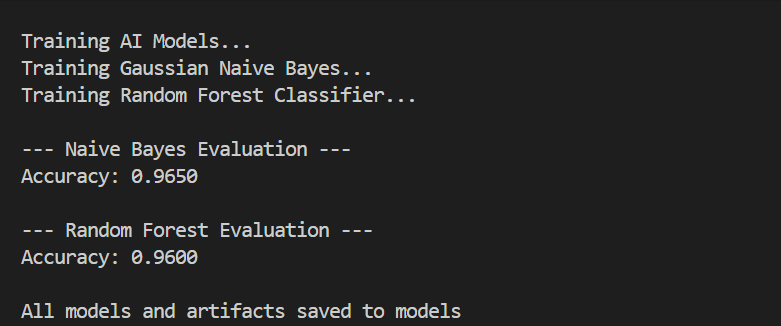 Training AI Models...
Training Gaussian Naive Bayes...
Training Random Forest Classifier...
--- Naive Bayes Evaluation ---
Accuracy: 0.9650
--- Random Forest Evaluation ---
Accuracy: 0.9600
All models and artifacts saved to models